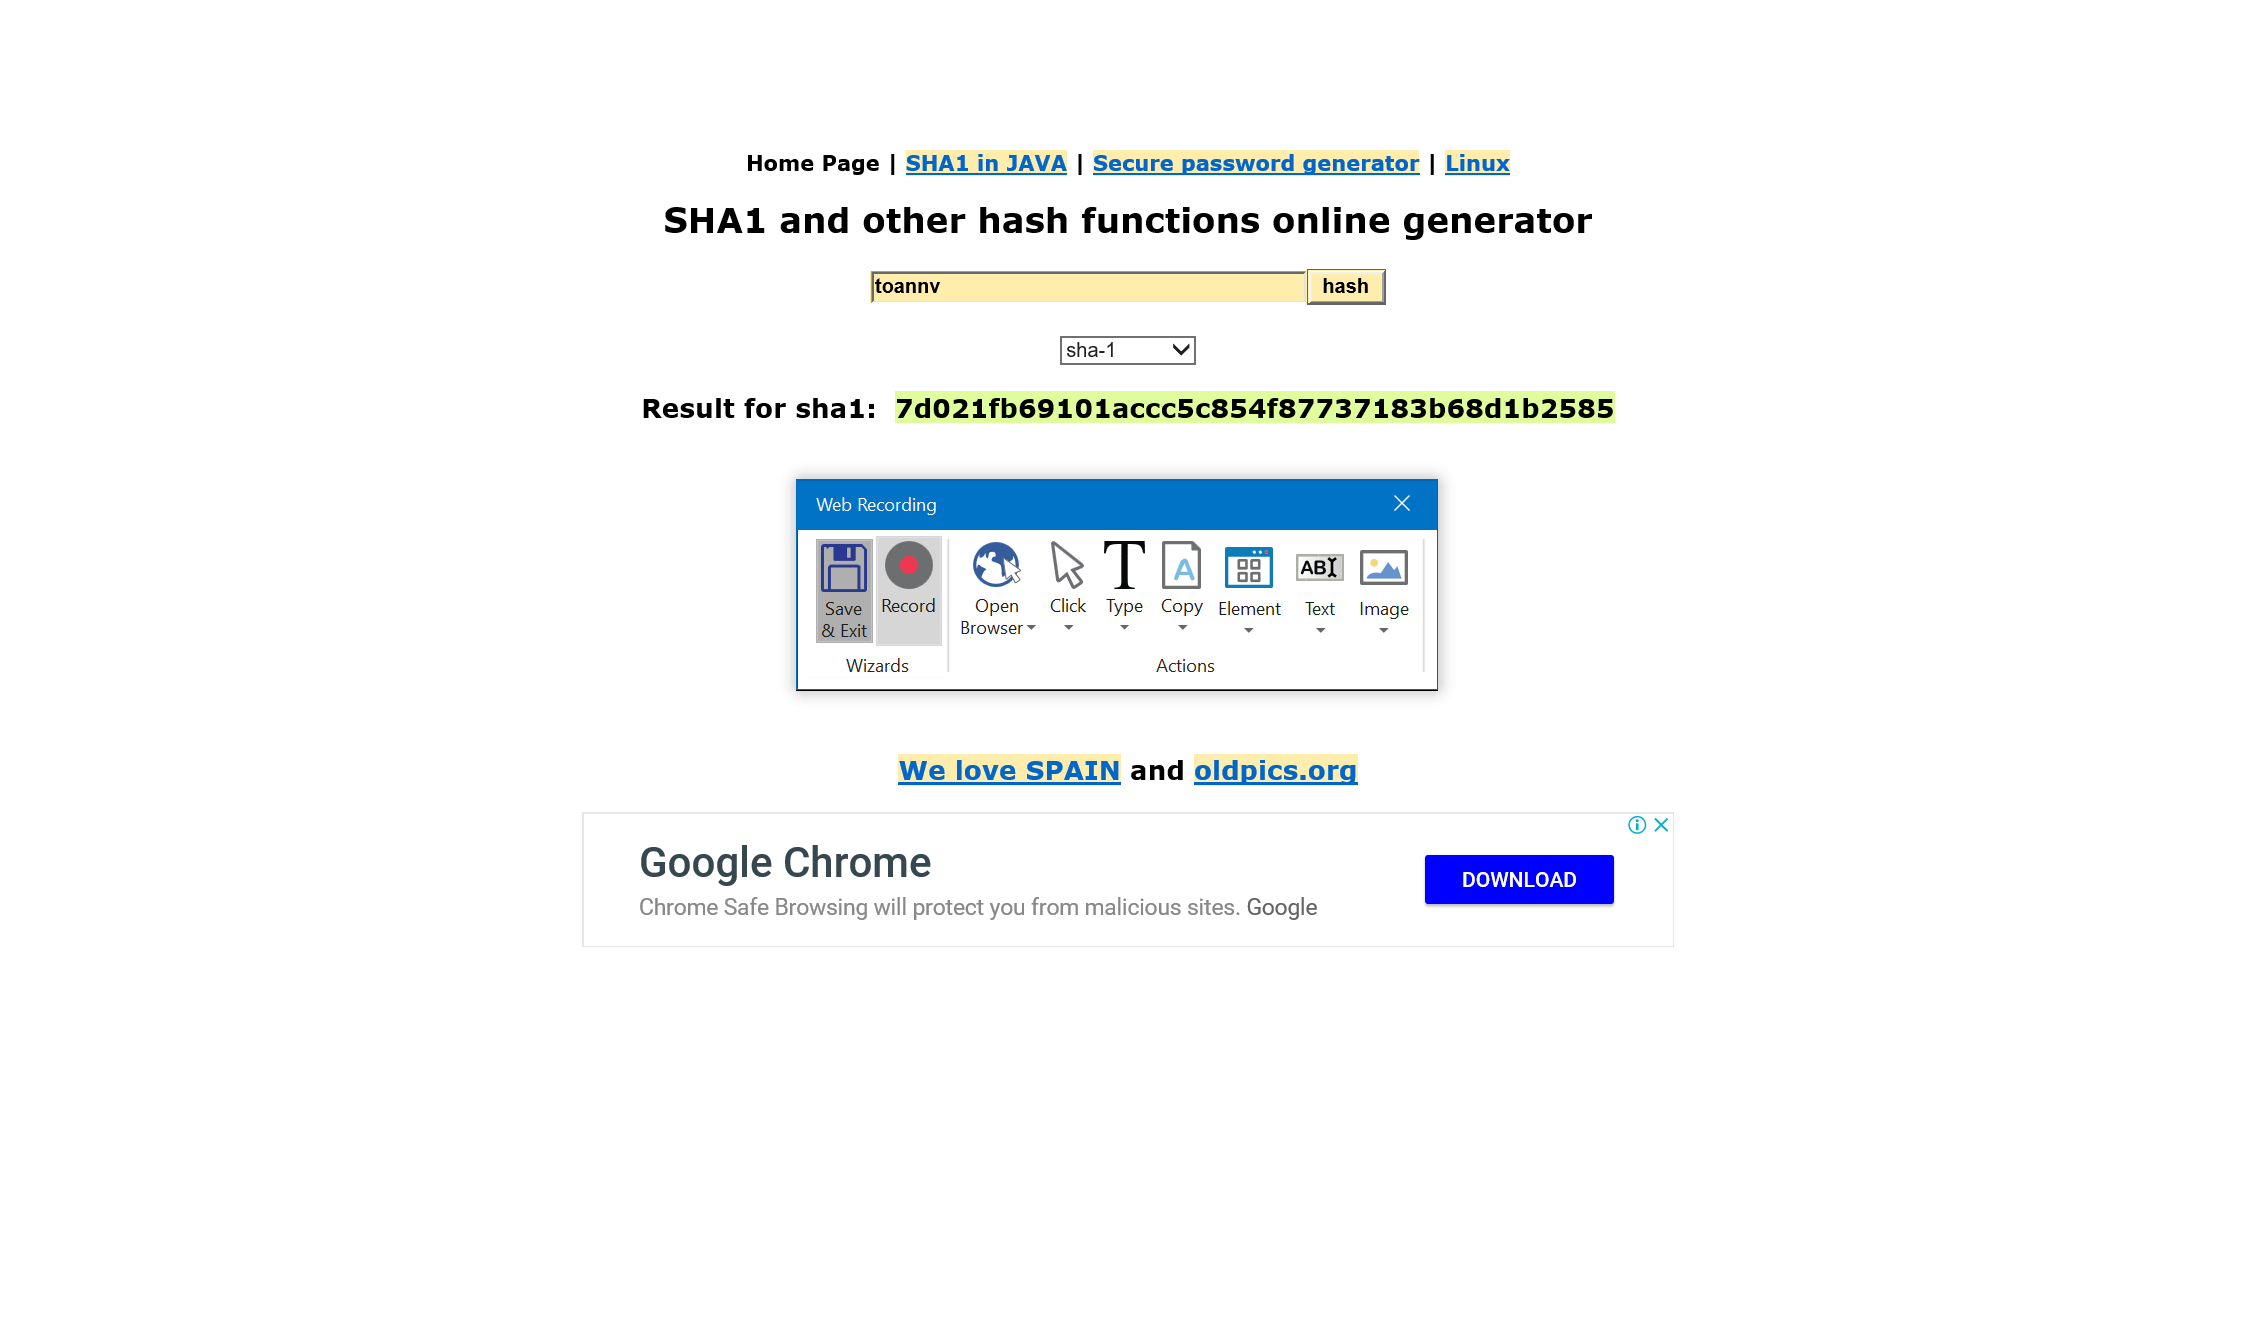 Home Page | SHA1 in JAVA | Secure password generator | Linux
SHA1 and other hash functions online generator
toannv hash
sha-1
Result for sha1: 7d021fb69101accc5c854f87737183b68d1b2585
Web Recording
Save & Exit Record Open Browser Click Type Copy Element ABI Text Image
Wizards Actions
We love SPAIN and oldpics.org
Google Chrome
Chrome Safe Browsing will protect you from malicious sites. Google
DOWNLOAD